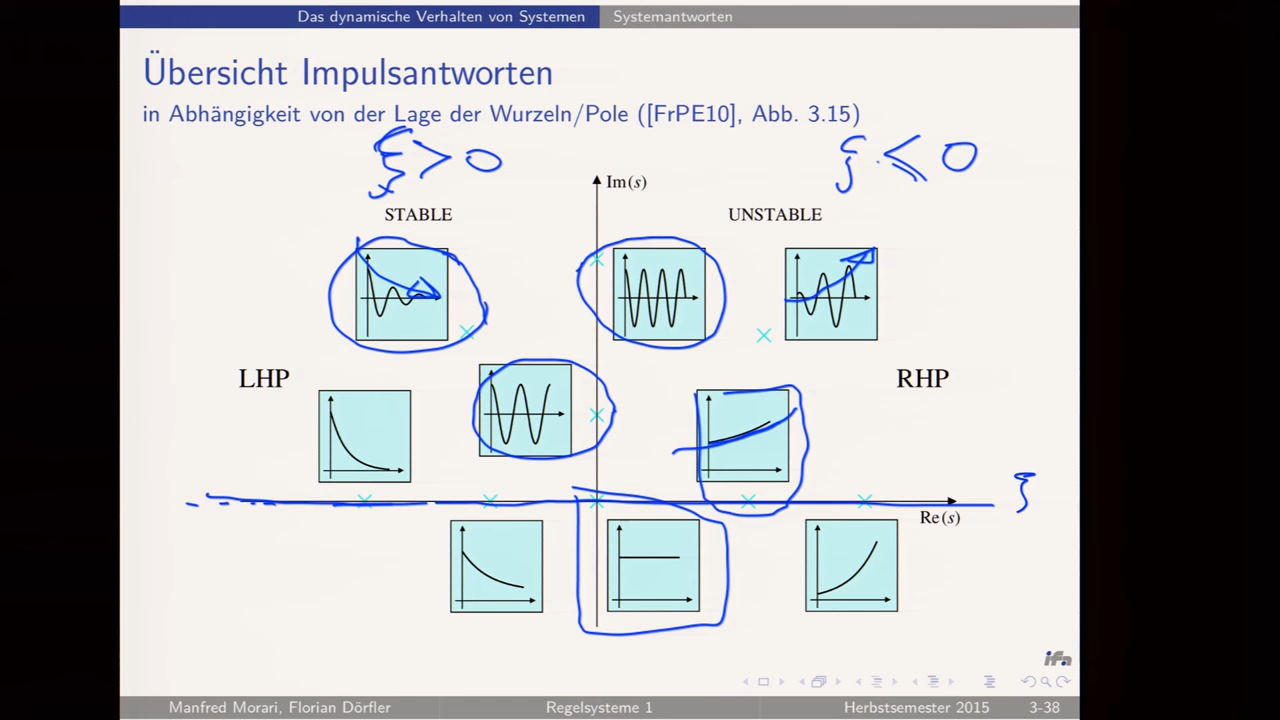 Das dynamische Verhalten von Systemen Systemantworten
Übersicht Impulsantworten
in Abhängigkeit von der Lage der Wurzeln/Pole ([FrPE10], Abb. 3.15)
ξ > 0
ξ ≤ 0
Im(s)
STABLE
UNSTABLE
LHP
RHP
ξ
Re(s)
ifa
Manfred Morari, Florian Dörfler Regelsysteme 1 Herbstsemester 2015 3-38